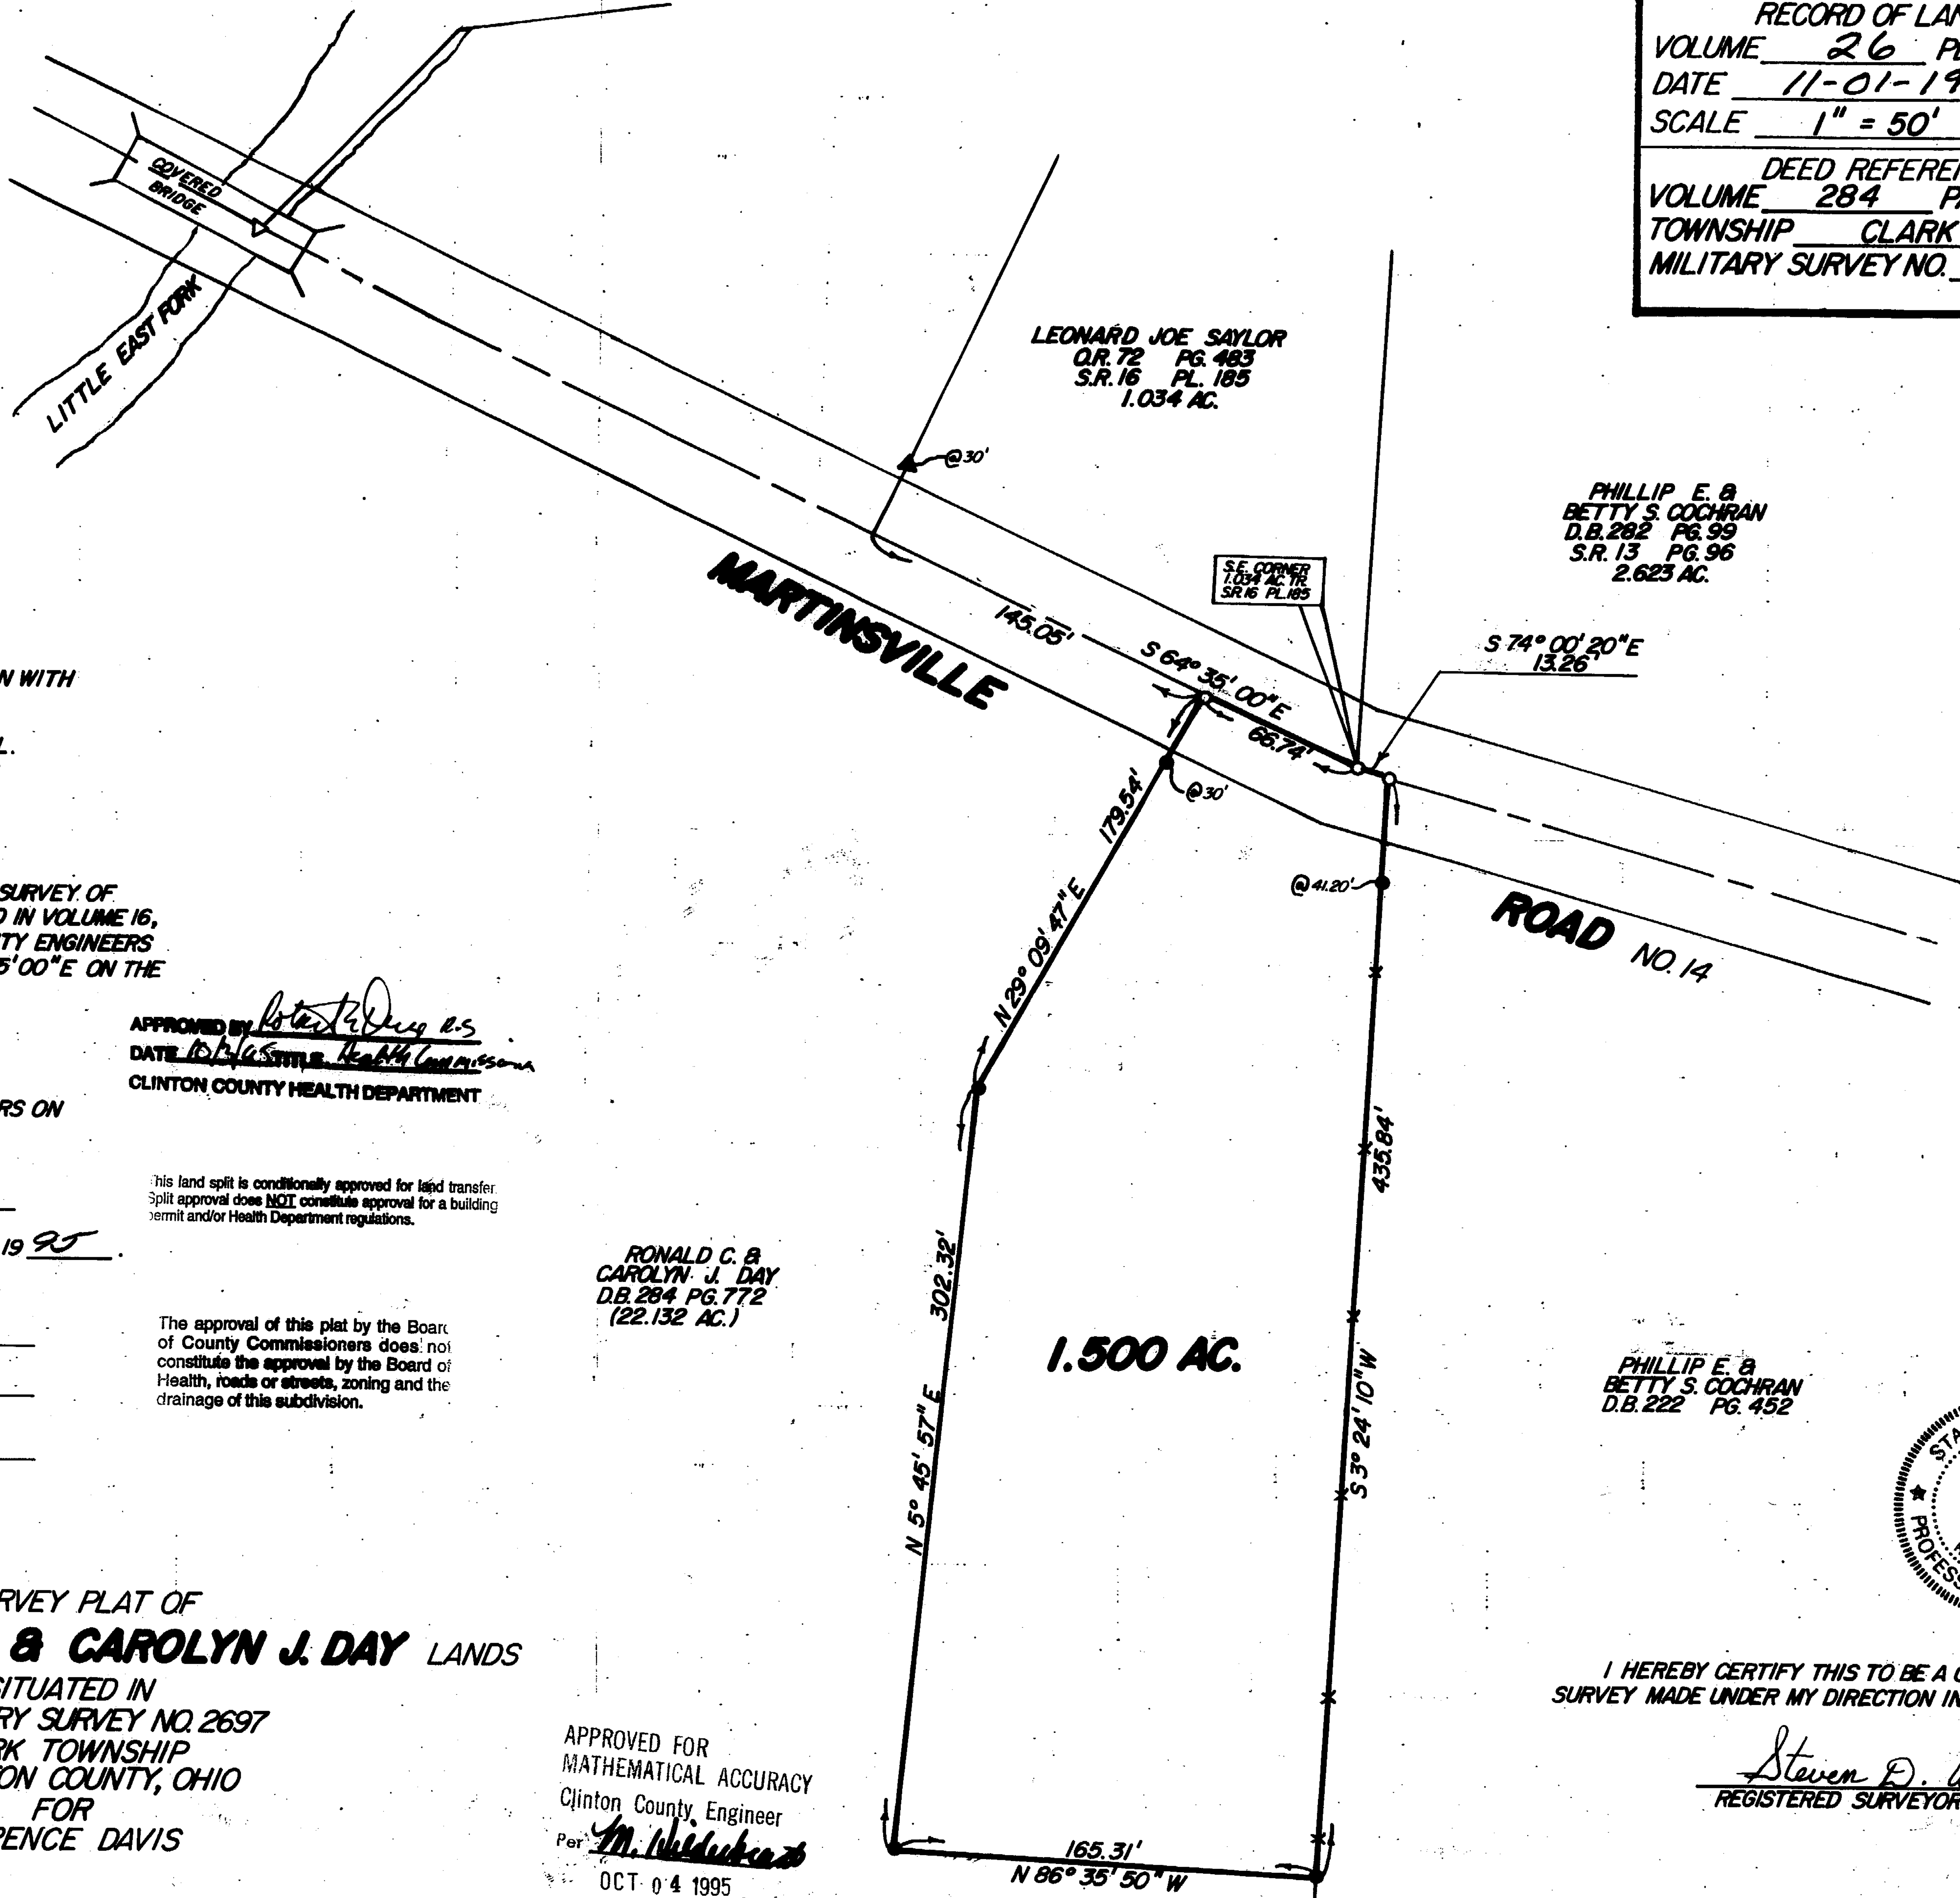 RECORD OF LAN
VOLUME 26 PL
DATE 11-01-19
SCALE 1" = 50'
DEED REFEREN
VOLUME 284 PA
TOWNSHIP CLARK
MILITARY SURVEY NO.
COVERED
BRIDGE
LITTLE EAST FORK
LEONARD JOE SAYLOR
O.R. 72 PG. 483
S.R. 16 PL. 185
1.034 AC.
@30'
PHILLIP E. &
BETTY S. COCHRAN
D.B. 282 PG. 99
S.R. 13 PG. 96
2.623 AC.
S.E. CORNER
1.034 AC. TR.
S.R. 16 PL. 185
MARTINSVILLE
145.05'
S 64° 35' 00" E
66.74'
S 74° 00' 20" E
13.26'
@30'
179.54'
N 29° 09' 47" E
@41.20'
ROAD NO. 14
N WITH
L.
SURVEY OF
D IN VOLUME 16,
TY ENGINEERS
5'00"E ON THE
APPROVED BY R.S
DATE TITLE Health Commissioner
CLINTON COUNTY HEALTH DEPARTMENT
RS ON
This land split is conditionally approved for land transfer.
Split approval does NOT constitute approval for a building
permit and/or Health Department regulations.
19 95.
The approval of this plat by the Board
of County Commissioners does not
constitute the approval by the Board of
Health, roads or streets, zoning and the
drainage of this subdivision.
RONALD C. &
CAROLYN J. DAY
D.B. 284 PG. 772
(22.132 AC.)
302.32'
N 5° 45' 57" E
1.500 AC.
435.84'
S 3° 24' 10" W
PHILLIP E. &
BETTY S. COCHRAN
D.B. 222 PG. 452
STA
PROFESS
RVEY PLAT OF
& CAROLYN J. DAY LANDS
SITUATED IN
RY SURVEY NO. 2697
RK TOWNSHIP
TON COUNTY, OHIO
FOR
RENCE DAVIS
APPROVED FOR
MATHEMATICAL ACCURACY
Clinton County Engineer
Per M.
OCT 04 1995
165.31'
N 86° 35' 50" W
I HEREBY CERTIFY THIS TO BE A C
SURVEY MADE UNDER MY DIRECTION IN
Steven D.
REGISTERED SURVEYOR